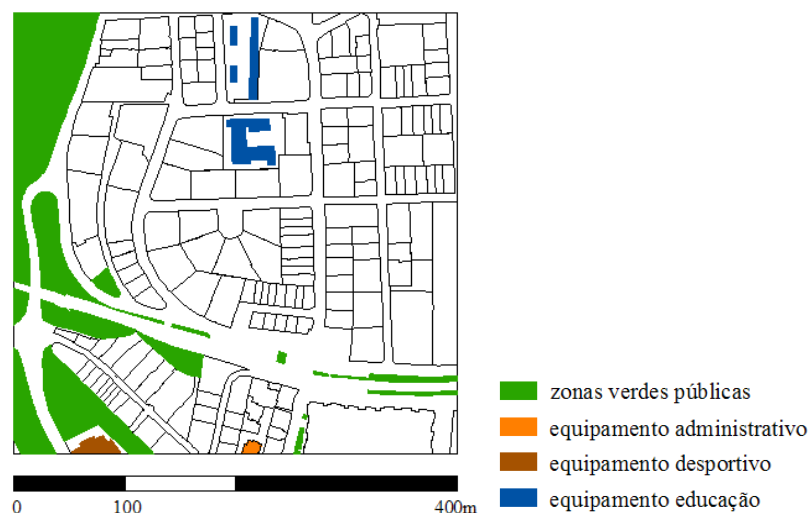 zonas verdes públicas
equipamento administrativo
equipamento desportivo
equipamento educação
0 100 400m